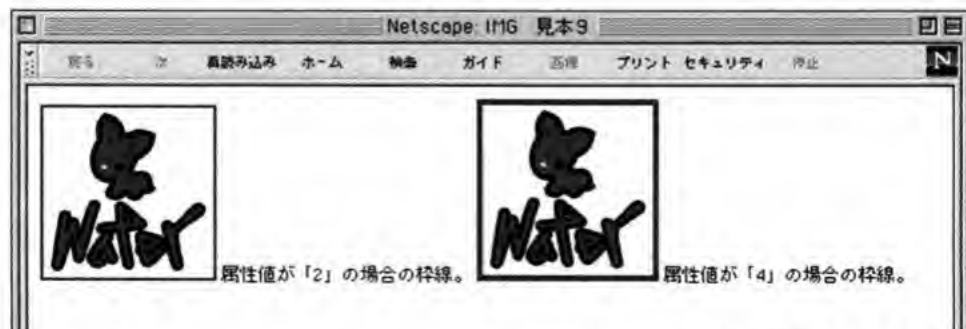 Netscape: IMG 見本9
戻る 次 再読み込み ホーム 検索 ガイド 画像 プリント セキュリティ 停止 N
Water Water
属性値が「2」の場合の枠線。 属性値が「4」の場合の枠線。